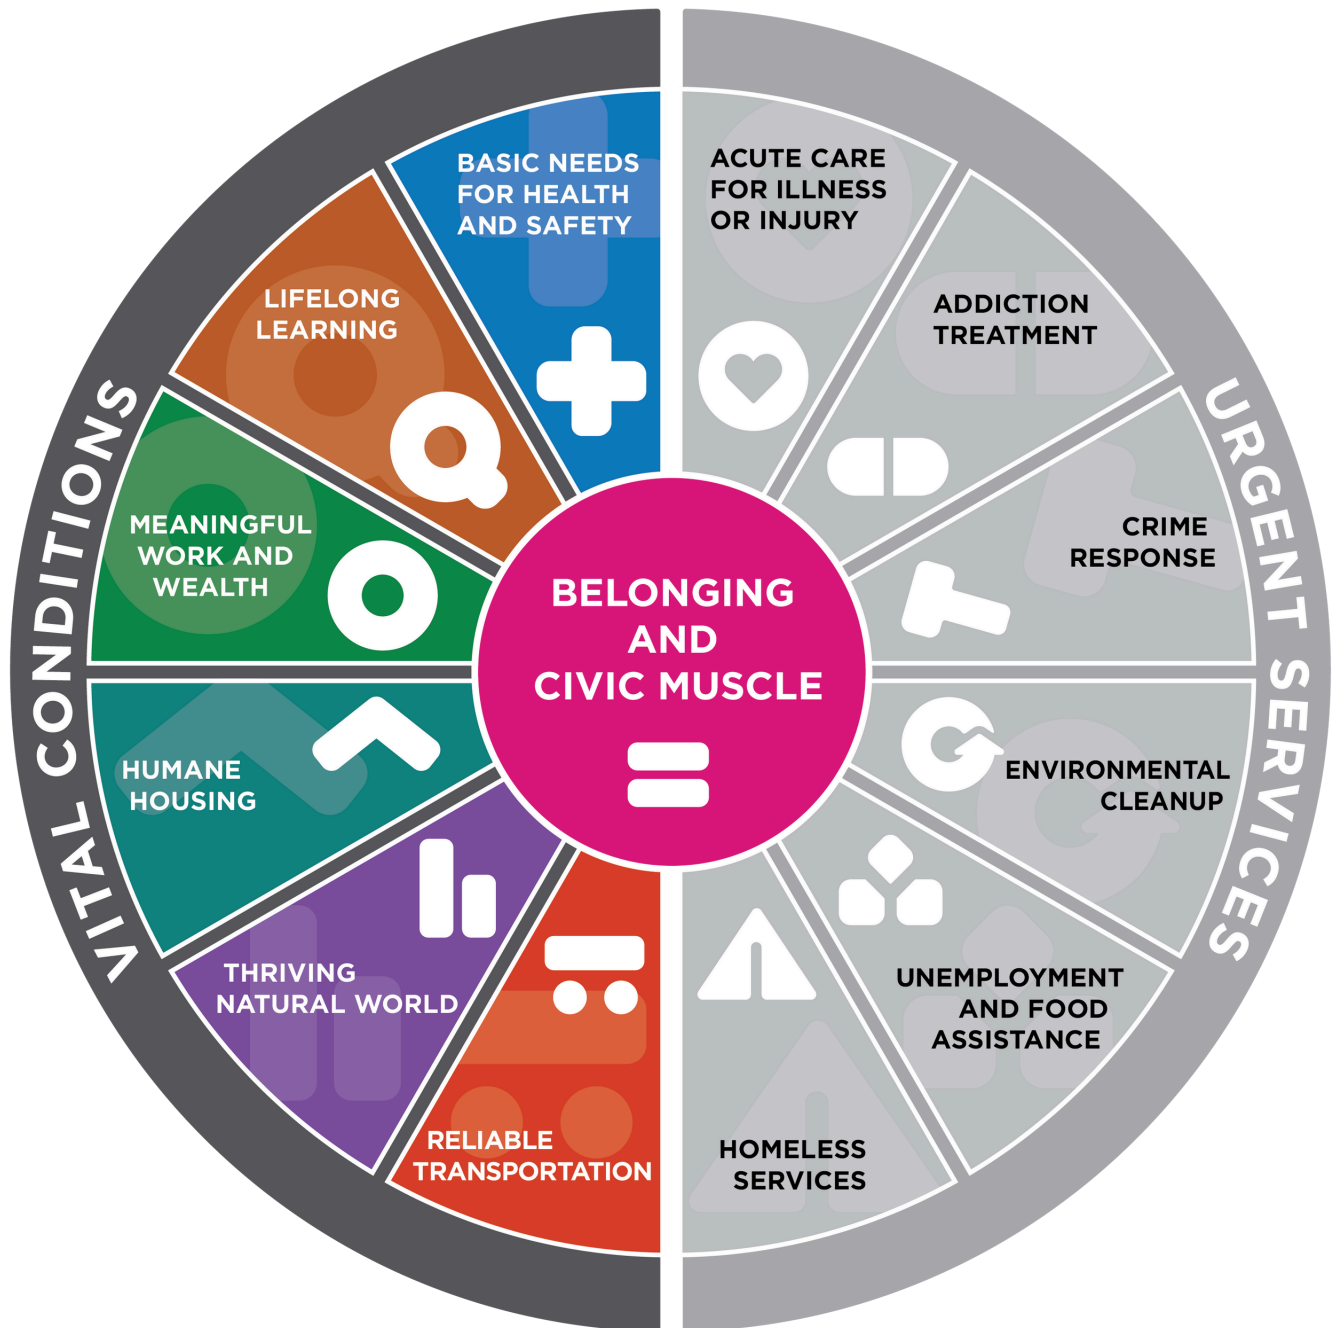 VITAL CONDITIONS
BASIC NEEDS
FOR HEALTH
AND SAFETY
LIFELONG
LEARNING
MEANINGFUL
WORK AND
WEALTH
HUMANE
HOUSING
THRIVING
NATURAL WORLD
RELIABLE
TRANSPORTATION
BELONGING
AND
CIVIC MUSCLE
URGENT SERVICES
ACUTE CARE
FOR ILLNESS
OR INJURY
ADDICTION
TREATMENT
CRIME
RESPONSE
ENVIRONMENTAL
CLEANUP
UNEMPLOYMENT
AND FOOD
ASSISTANCE
HOMELESS
SERVICES